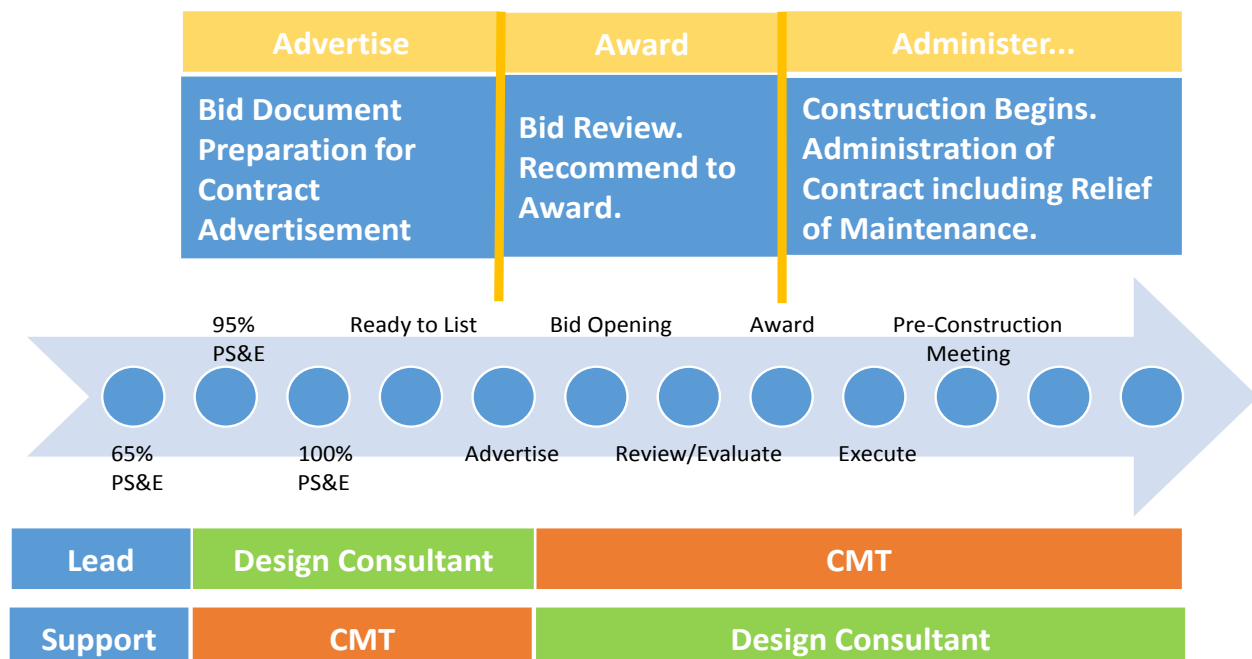 Advertise
Award
Administer...
Bid Document
Preparation for
Contract
Advertisement
Bid Review.
Recommend to
Award.
Construction Begins.
Administration of
Contract including Relief
of Maintenance.
95%
PS&E
Ready to List
Bid Opening
Award
Pre-Construction
Meeting
65%
PS&E
100%
PS&E
Advertise
Review/Evaluate
Execute
Lead
Design Consultant
CMT
Support
CMT
Design Consultant